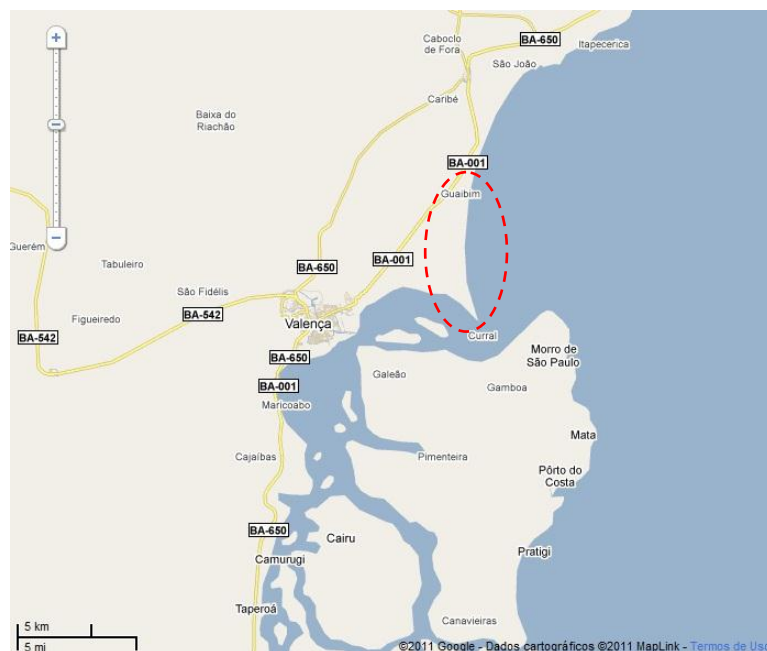 Caboclo
de Fora
BA-650
Itapecerica
São João
Caribé
Baixa do
Riachão
BA-001
Guaibim
Guerém
BA-001
Tabuleiro
BA-650
São Fidélis
Figueiredo
BA-542
BA-542
Valença
Curral
BA-650
Morro de
São Paulo
Galeão
BA-001
Gamboa
Maricoabo
Mata
Cajaíbas
Pimenteira
Pôrto do
Costa
BA-650
Cairu
Camurugi
Pratigi
Taperoá
Canavieiras
5 km
5 mi
©2011 Google - Dados cartográficos ©2011 MapLink - Termos de Uso